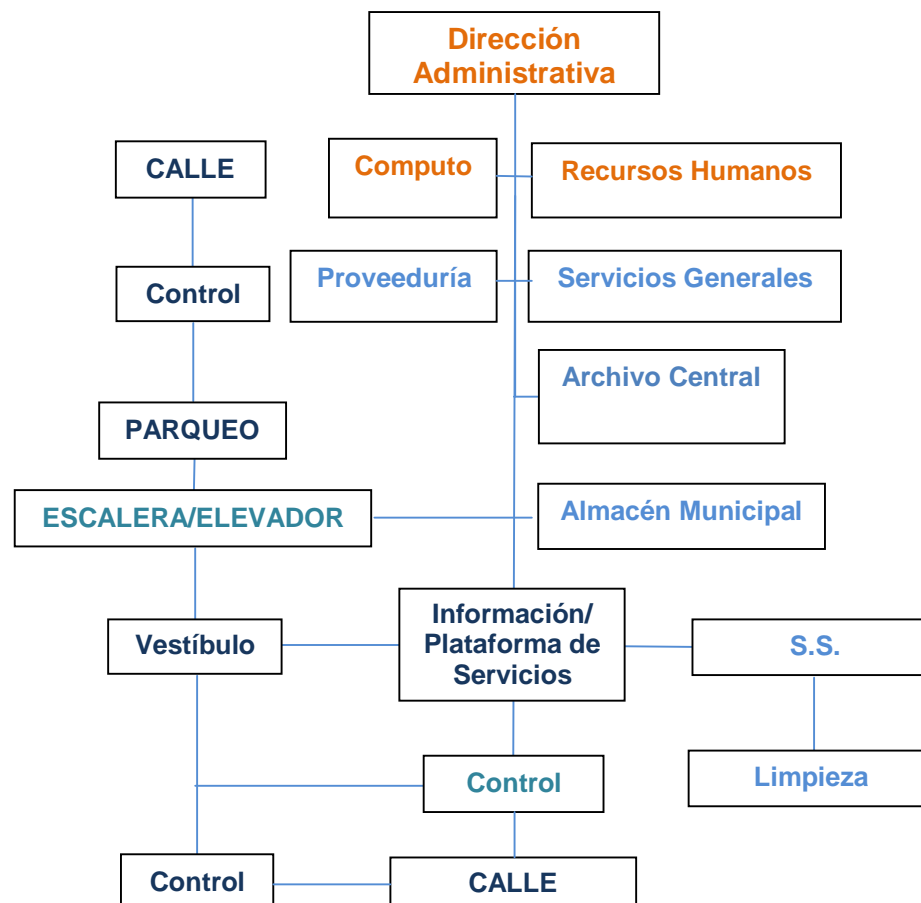 Dirección
Administrativa
CALLE
Computo
Recursos Humanos
Control
Proveeduría
Servicios Generales
Archivo Central
PARQUEO
ESCALERA/ELEVADOR
Almacén Municipal
Vestíbulo
Información/
Plataforma de
Servicios
S.S.
Control
Limpieza
Control
CALLE